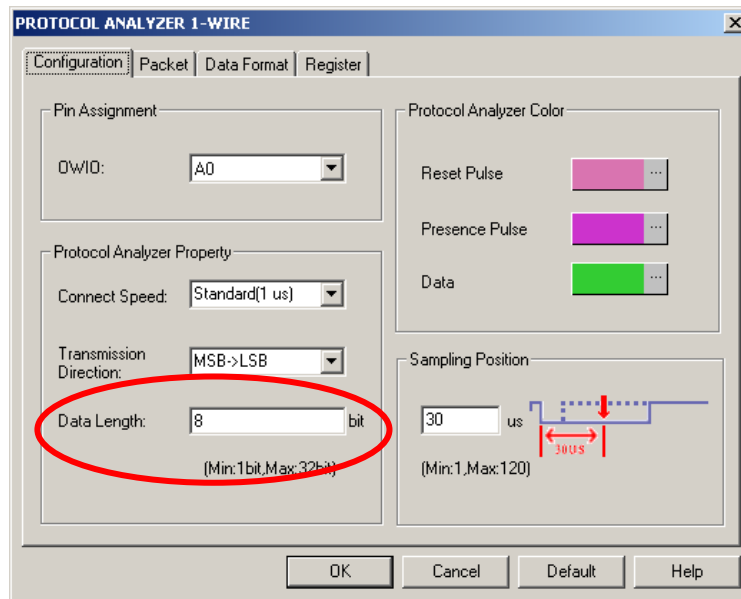 PROTOCOL ANALYZER 1-WIRE
Configuration Packet Data Format Register
Pin Assignment
OWIO: A0
Protocol Analyzer Property
Connect Speed: Standard(1 us)
Transmission
Direction: MSB->LSB
Data Length: 8 bit
(Min:1bit,Max:32bit)
Protocol Analyzer Color
Reset Pulse ...
Presence Pulse ...
Data ...
Sampling Position
30 us
30US
(Min:1,Max:120)
OK Cancel Default Help